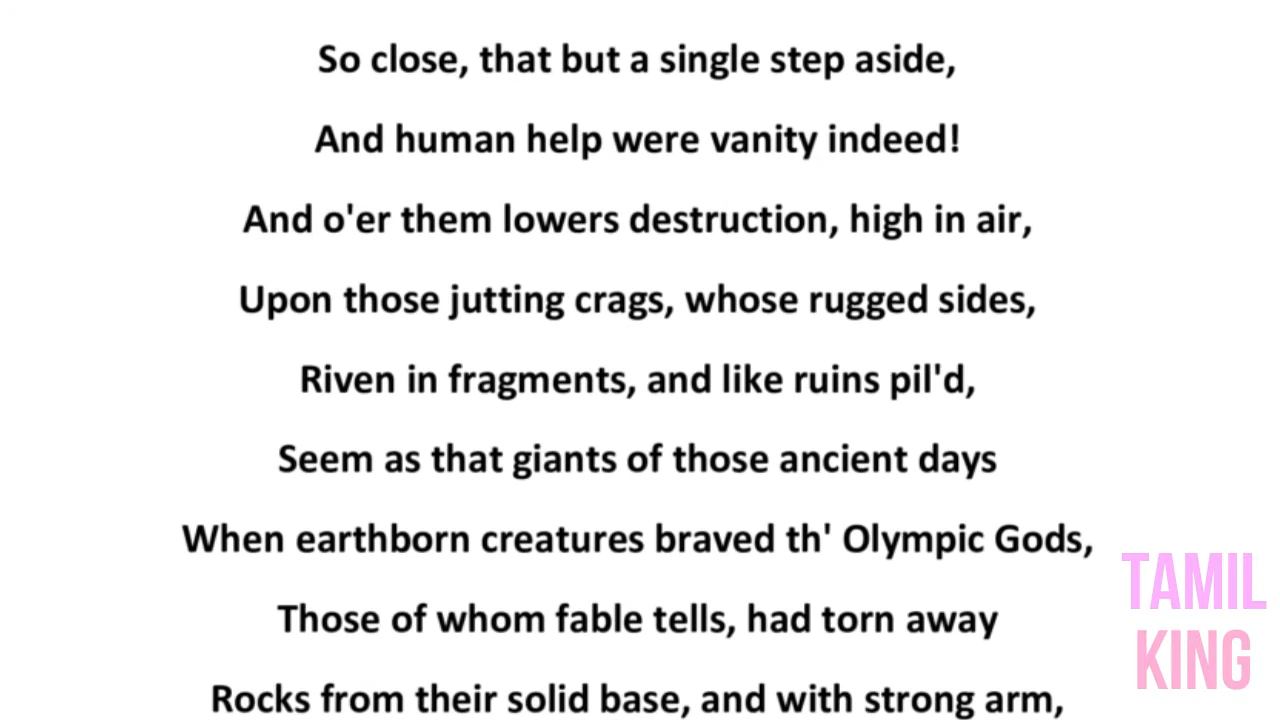 So close, that but a single step aside,
And human help were vanity indeed!
And o'er them lowers destruction, high in air,
Upon those jutting crags, whose rugged sides,
Riven in fragments, and like ruins pil'd,
Seem as that giants of those ancient days
When earthborn creatures braved th' Olympic Gods,
Those of whom fable tells, had torn away
Rocks from their solid base, and with strong arm,
TAMIL
KING